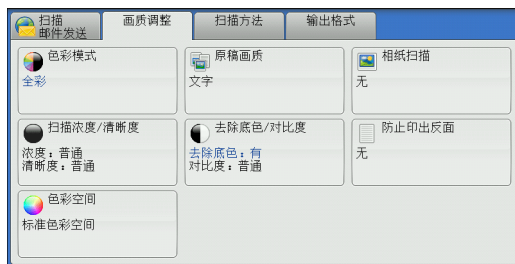 扫描
邮件发送
画质调整
扫描方法
输出格式
色彩模式
全彩
原稿画质
文字
相纸扫描
无
扫描浓度/清晰度
浓度：普通
清晰度：普通
去除底色/对比度
去除底色：有
对比度：普通
防止印出反面
无
色彩空间
标准色彩空间